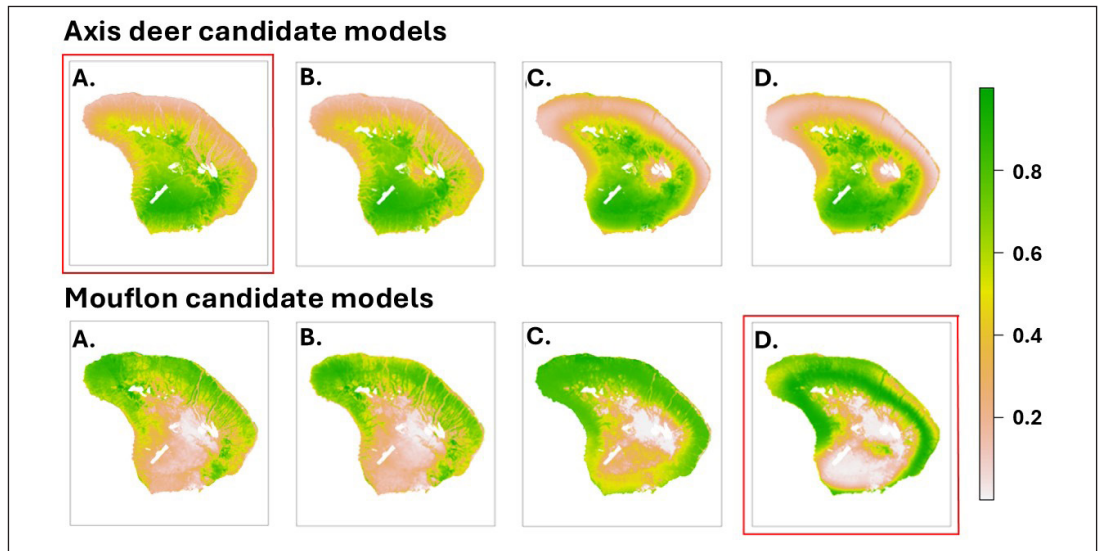 Axis deer candidate models
A.
B.
C.
D.
0.8
0.6
0.4
0.2
Mouflon candidate models
A.
B.
C.
D.